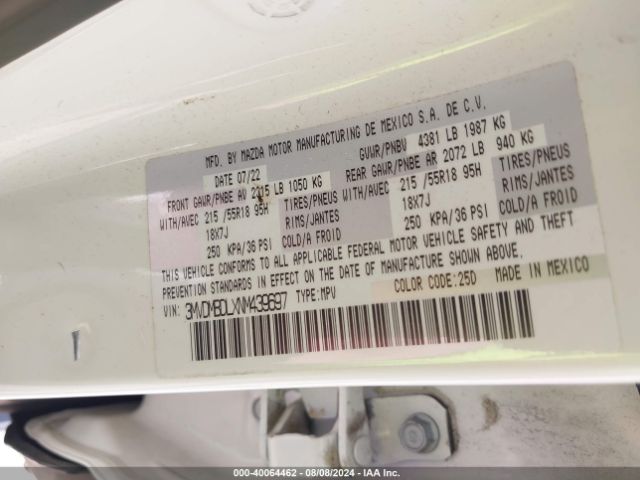 MFD. BY MAZDA MOTOR MANUFACTURING DE MEXICO S.A. DE C.V.
DATE 07/22 GVWR/PNBV 4381 LB 1987 KG
FRONT GAWR/PNBE AV 2315 LB 1050 KG REAR GAWR/PNBE AR 2072 LB 940 KG
WITH/AVEC 215 /55R18 95H TIRES/PNEUS WITH/AVEC 215 /55R18 95H TIRES/PNEUS
18X7J RIMS/JANTES 18X7J RIMS/JANTES
250 KPA/36 PSI COLD/A FROID 250 KPA/36 PSI COLD/A FROID
THIS VEHICLE CONFORMS TO ALL APPLICABLE FEDERAL MOTOR VEHICLE SAFETY AND THEFT
PREVENTION STANDARDS IN EFFECT ON THE DATE OF MANUFACTURE SHOWN ABOVE.
VIN: 3MVDMBDLXNM439697 TYPE:MPV COLOR CODE:25D MADE IN MEXICO
000-40064462 - 08/08/2024 - IAA Inc.